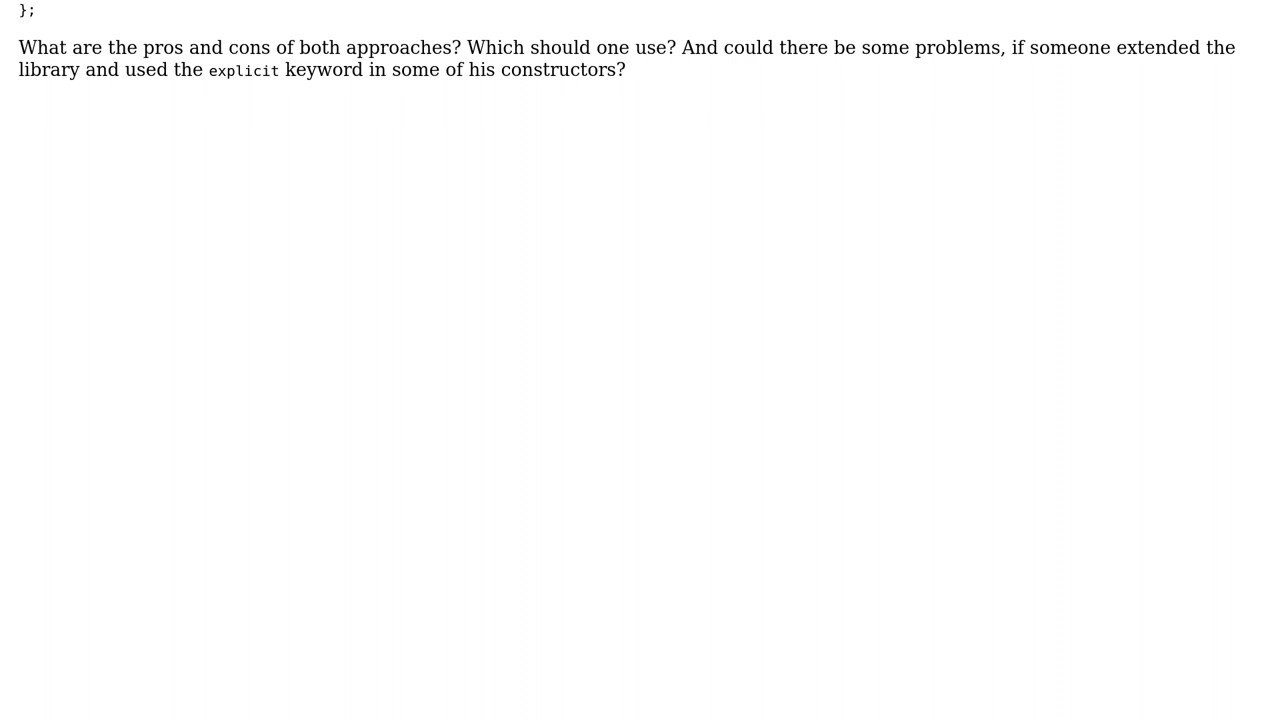 };
What are the pros and cons of both approaches? Which should one use? And could there be some problems, if someone extended the
library and used the explicit keyword in some of his constructors?